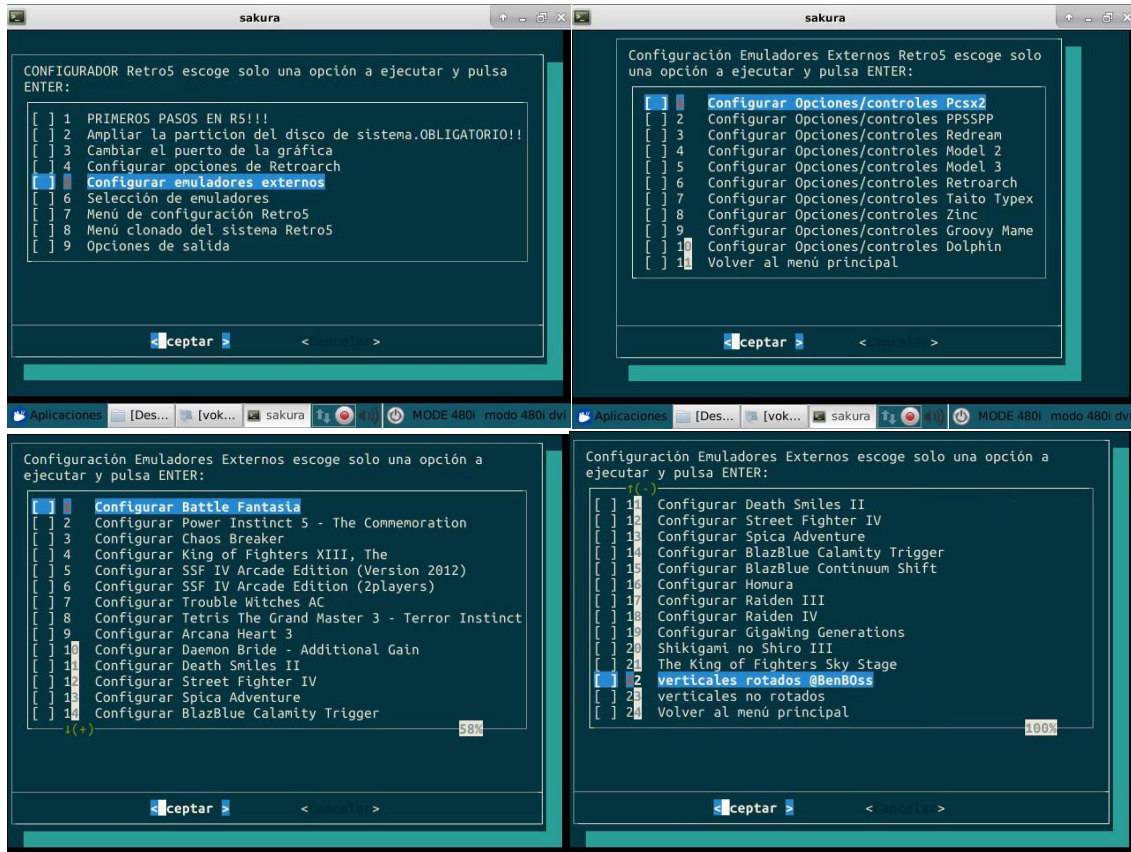 sakura
CONFIGURADOR Retro5 escoge solo una opción a ejecutar y pulsa
ENTER:
[ ] 1 PRIMEROS PASOS EN R5!!!
[ ] 2 Ampliar la particion del disco de sistema.OBLIGATORIO!!
[ ] 3 Cambiar el puerto de la gráfica
[ ] 4 Configurar opciones de Retroarch
[ ] 5 Configurar emuladores externos
[ ] 6 Selección de emuladores
[ ] 7 Menú de configuración Retro5
[ ] 8 Menú clonado del sistema Retro5
[ ] 9 Opciones de salida
< ceptar > <Cancelar>
Aplicaciones [Des... [vok... sakura MODE 480i modo 480i dvi
sakura
Configuración Emuladores Externos Retro5 escoge solo
una opción a ejecutar y pulsa ENTER:
[ ] 1 Configurar Opciones/controles Pcsx2
[ ] 2 Configurar Opciones/controles PPSSPP
[ ] 3 Configurar Opciones/controles Redream
[ ] 4 Configurar Opciones/controles Model 2
[ ] 5 Configurar Opciones/controles Model 3
[ ] 6 Configurar Opciones/controles Retroarch
[ ] 7 Configurar Opciones/controles Taito Typex
[ ] 8 Configurar Opciones/controles Zinc
[ ] 9 Configurar Opciones/controles Groovy Mame
[ ] 10 Configurar Opciones/controles Dolphin
[ ] 11 Volver al menú principal
< ceptar > <Cancelar>
Aplicaciones [Des... [vok... sakura MODE 480i modo 480i dvi
Configuración Emuladores Externos escoge solo una opción a
ejecutar y pulsa ENTER:
[ ] 1 Configurar Battle Fantasia
[ ] 2 Configurar Power Instinct 5 - The Commemoration
[ ] 3 Configurar Chaos Breaker
[ ] 4 Configurar King of Fighters XIII, The
[ ] 5 Configurar SSF IV Arcade Edition (Version 2012)
[ ] 6 Configurar SSF IV Arcade Edition (2players)
[ ] 7 Configurar Trouble Witches AC
[ ] 8 Configurar Tetris The Grand Master 3 - Terror Instinct
[ ] 9 Configurar Arcana Heart 3
[ ] 10 Configurar Daemon Bride - Additional Gain
[ ] 11 Configurar Death Smiles II
[ ] 12 Configurar Street Fighter IV
[ ] 13 Configurar Spica Adventure
[ ] 14 Configurar BlazBlue Calamity Trigger
↓(+) 58%
< ceptar > <Cancelar>
Configuración Emuladores Externos escoge solo una opción a
ejecutar y pulsa ENTER:
↑(-)
[ ] 11 Configurar Death Smiles II
[ ] 12 Configurar Street Fighter IV
[ ] 13 Configurar Spica Adventure
[ ] 14 Configurar BlazBlue Calamity Trigger
[ ] 15 Configurar BlazBlue Continuum Shift
[ ] 16 Configurar Homura
[ ] 17 Configurar Raiden III
[ ] 18 Configurar Raiden IV
[ ] 19 Configurar GigaWing Generations
[ ] 20 Shikigami no Shiro III
[ ] 21 The King of Fighters Sky Stage
[ ] 22 verticales rotados @BenBOss
[ ] 23 verticales no rotados
[ ] 24 Volver al menú principal
100%
< ceptar > <Cancelar>